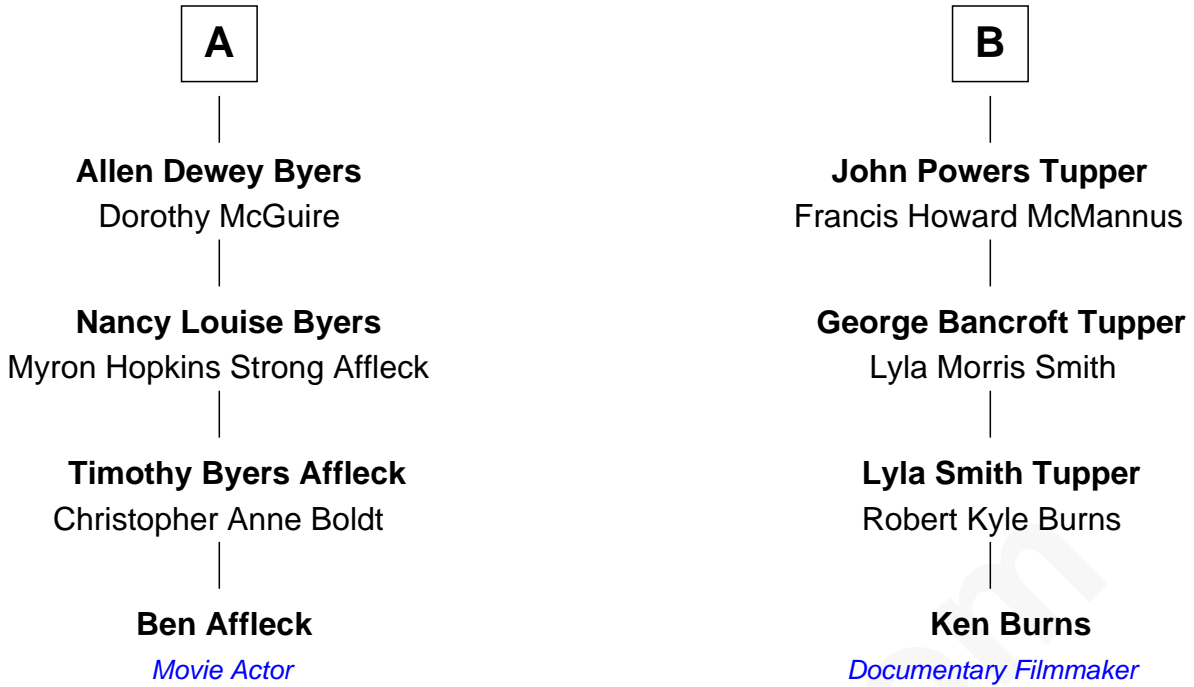 A
Allen Dewey Byers
Dorothy McGuire
Nancy Louise Byers
Myron Hopkins Strong Affleck
Timothy Byers Affleck
Christopher Anne Boldt
Ben Affleck
Movie Actor
B
John Powers Tupper
Francis Howard McMannus
George Bancroft Tupper
Lyla Morris Smith
Lyla Smith Tupper
Robert Kyle Burns
Ken Burns
Documentary Filmmaker